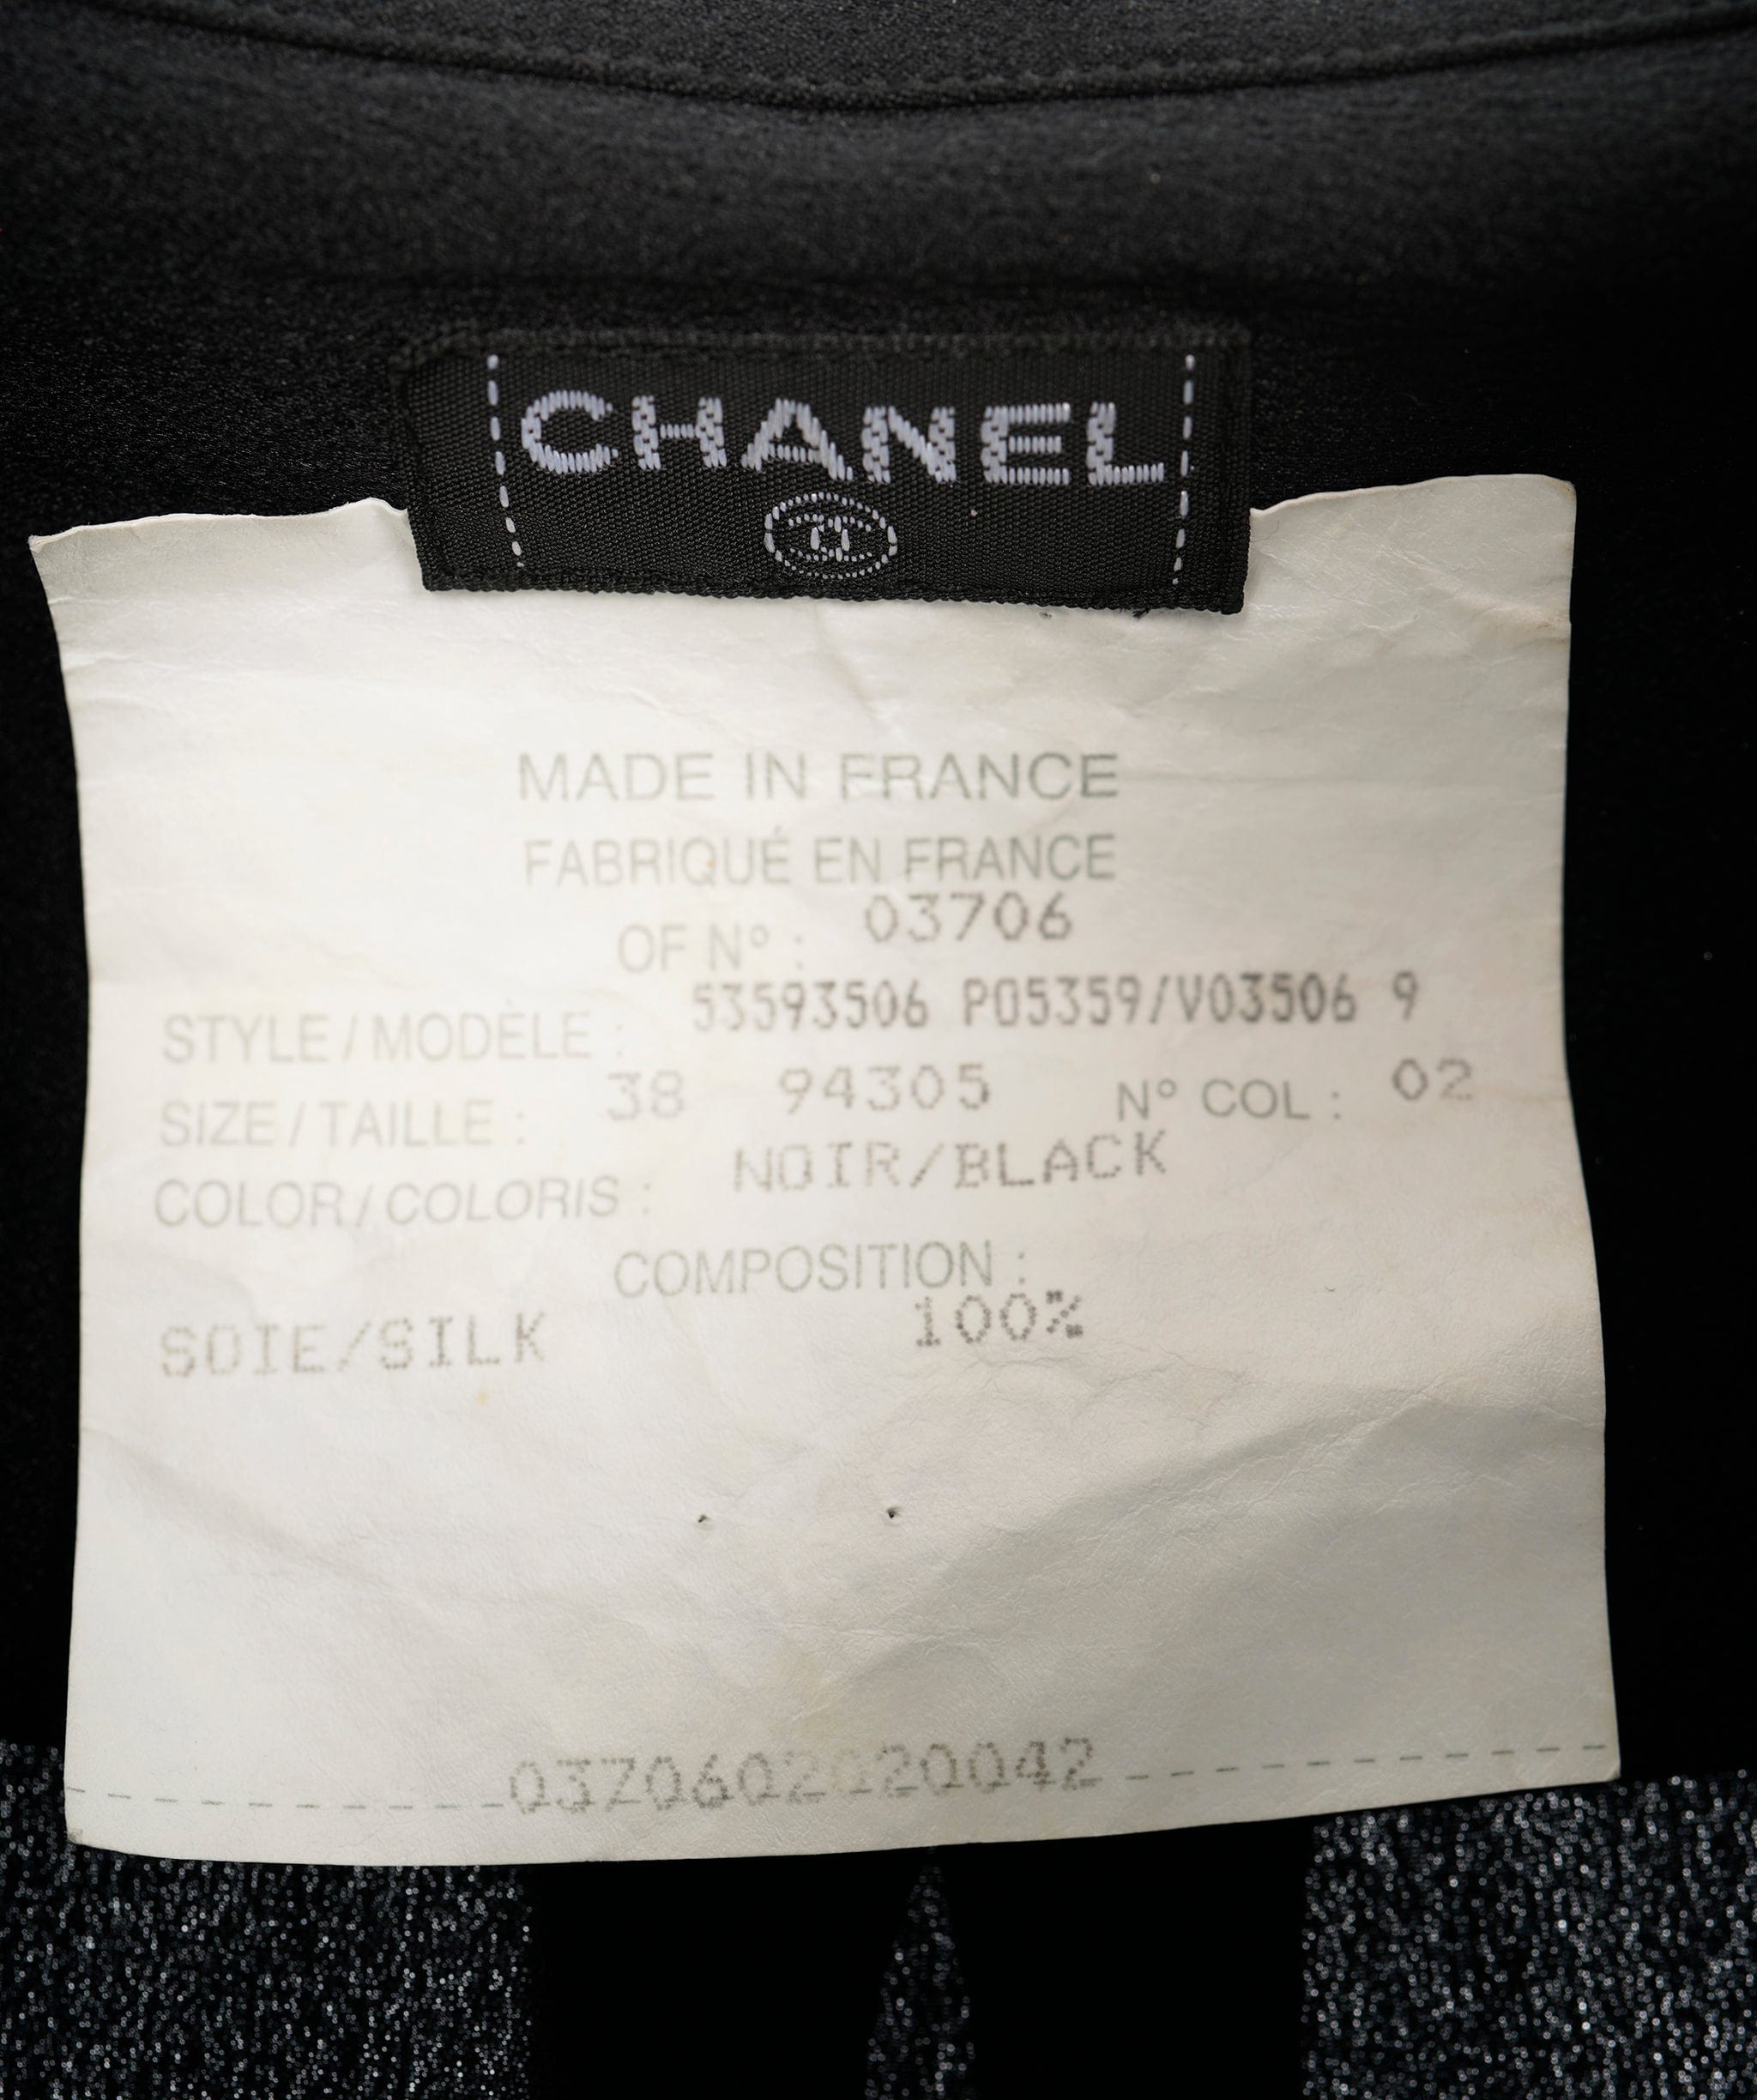 CHANEL
MADE IN FRANCE
FABRIQUÉ EN FRANCE
OF N° : 03706
STYLE / MODÈLE : 53593506 P05359/V03506 9
SIZE / TAILLE : 38 94305 N° COL : 02
COLOR / COLORIS : NOIR/BLACK
COMPOSITION :
SOIE/SILK 100%
0370602020042